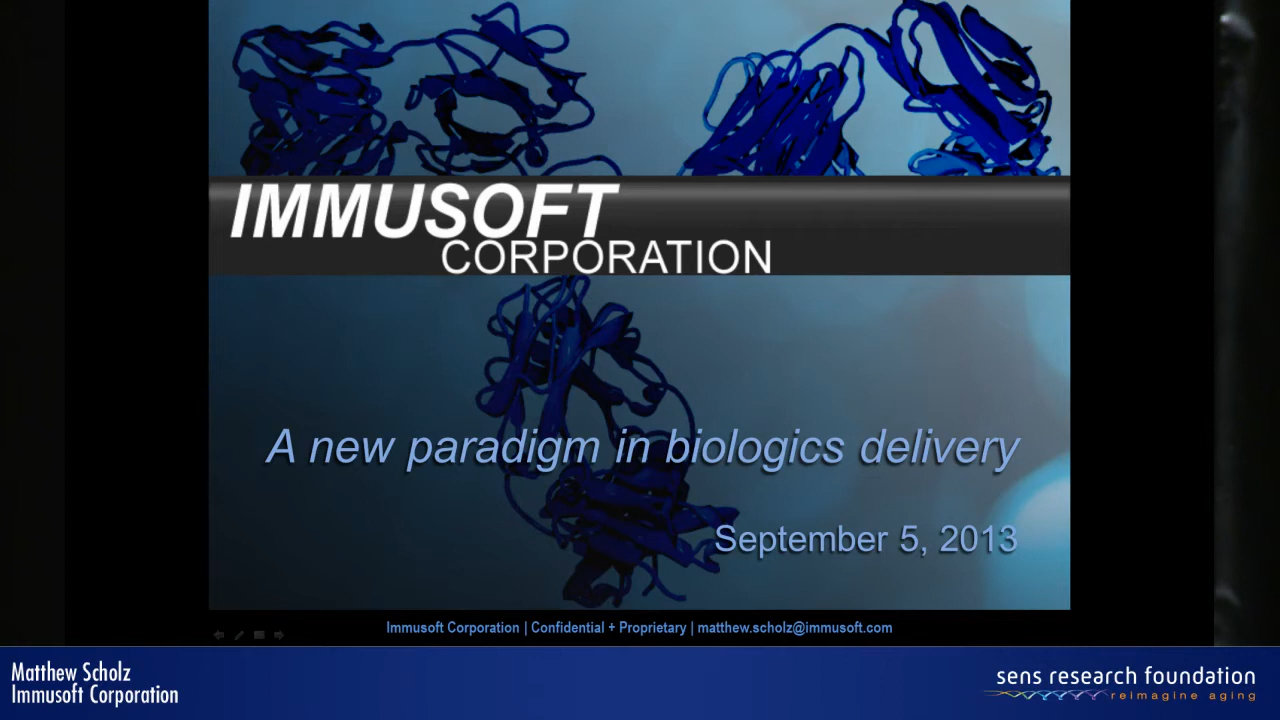 IMMUSOFT
CORPORATION
A new paradigm in biologics delivery
September 5, 2013
Immusoft Corporation | Confidential + Proprietary | matthew.scholz@immusoft.com
Matthew Scholz
Immusoft Corporation
sens research foundation
reimagine aging